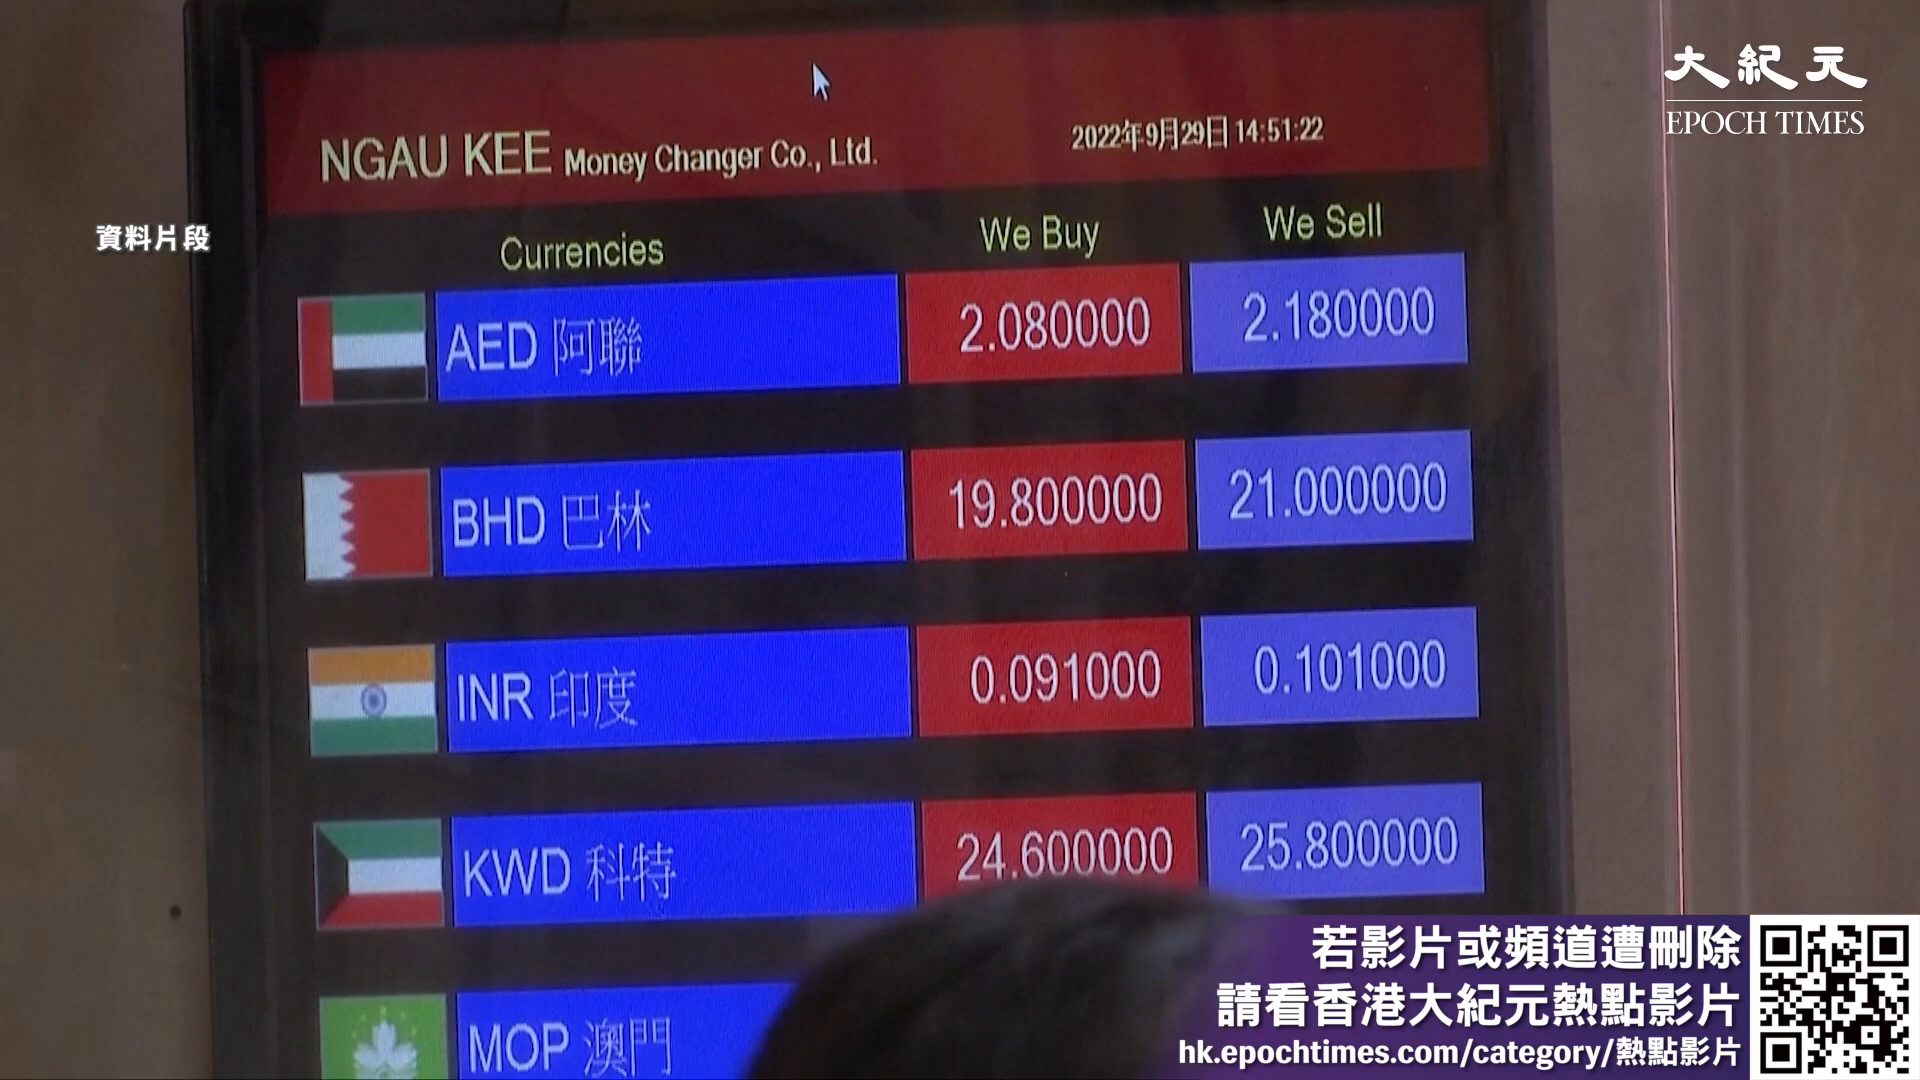 大紀元
EPOCH TIMES
NGAU KEE Money Changer Co., Ltd.
2022年9月29日 14:51:22
資料片段
Currencies We Buy We Sell
AED 阿聯 2.080000 2.180000
BHD 巴林 19.800000 21.000000
INR 印度 0.091000 0.101000
KWD 科特 24.600000 25.800000
MOP 澳門
若影片或頻道遭刪除
請看香港大紀元熱點影片
hk.epochtimes.com/category/熱點影片